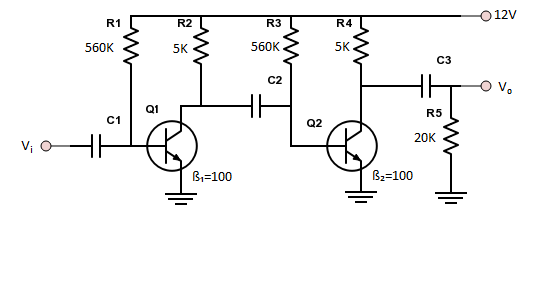 R1
R2
R3
R4
12V
560K
5K
560K
5K
C3
C2
Vₒ
Q1
C1
Q2
R5
20K
Vᵢ
ß₁=100
ß₂=100